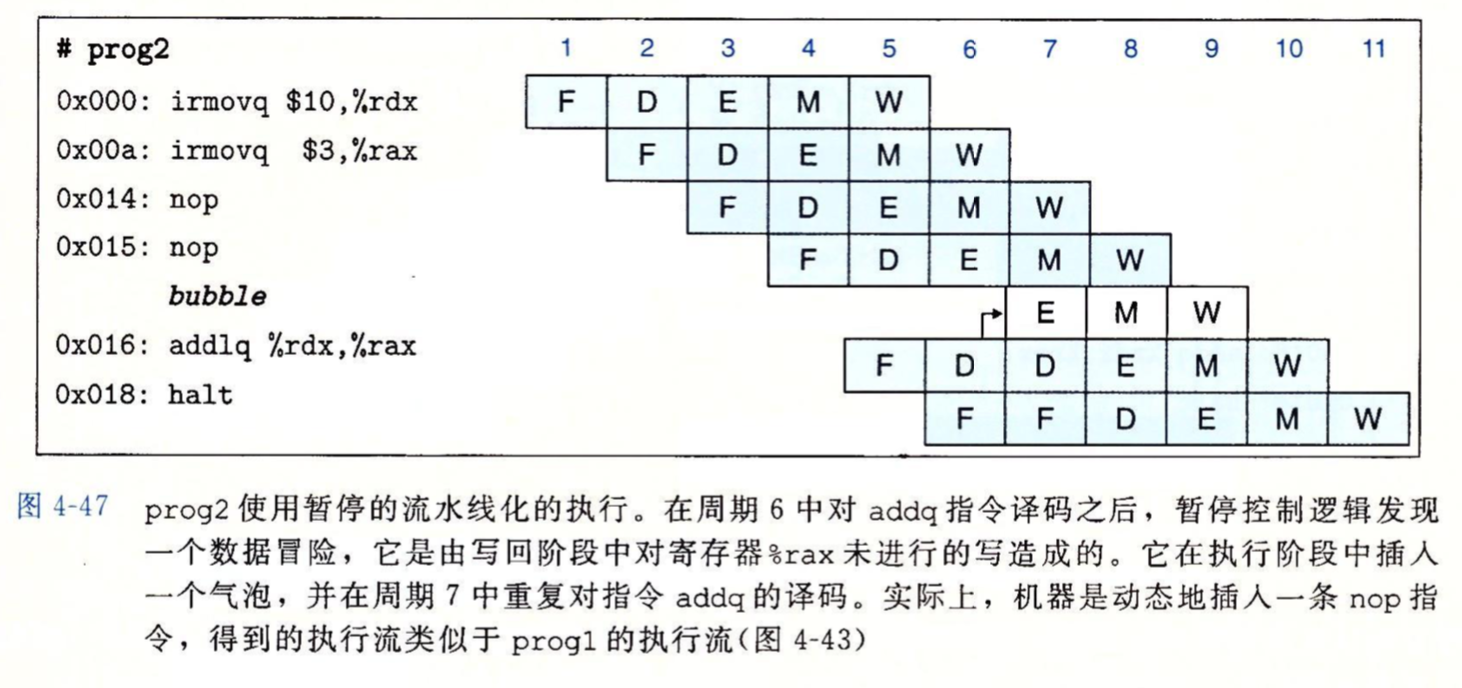 # prog2 1 2 3 4 5 6 7 8 9 10 11
0x000: irmovq $10,%rdx F D E M W
0x00a: irmovq $3,%rax F D E M W
0x014: nop F D E M W
0x015: nop F D E M W
bubble E M W
0x016: addlq %rdx,%rax F D D E M W
0x018: halt F F D E M W
图 4-47 prog2 使用暂停的流水线化的执行。在周期 6 中对 addq 指令译码之后，暂停控制逻辑发现
一个数据冒险，它是由写回阶段中对寄存器%rax 未进行的写造成的。它在执行阶段中插入
一个气泡，并在周期 7 中重复对指令 addq 的译码。实际上，机器是动态地插入一条 nop 指
令，得到的执行流类似于 prog1 的执行流(图 4-43)